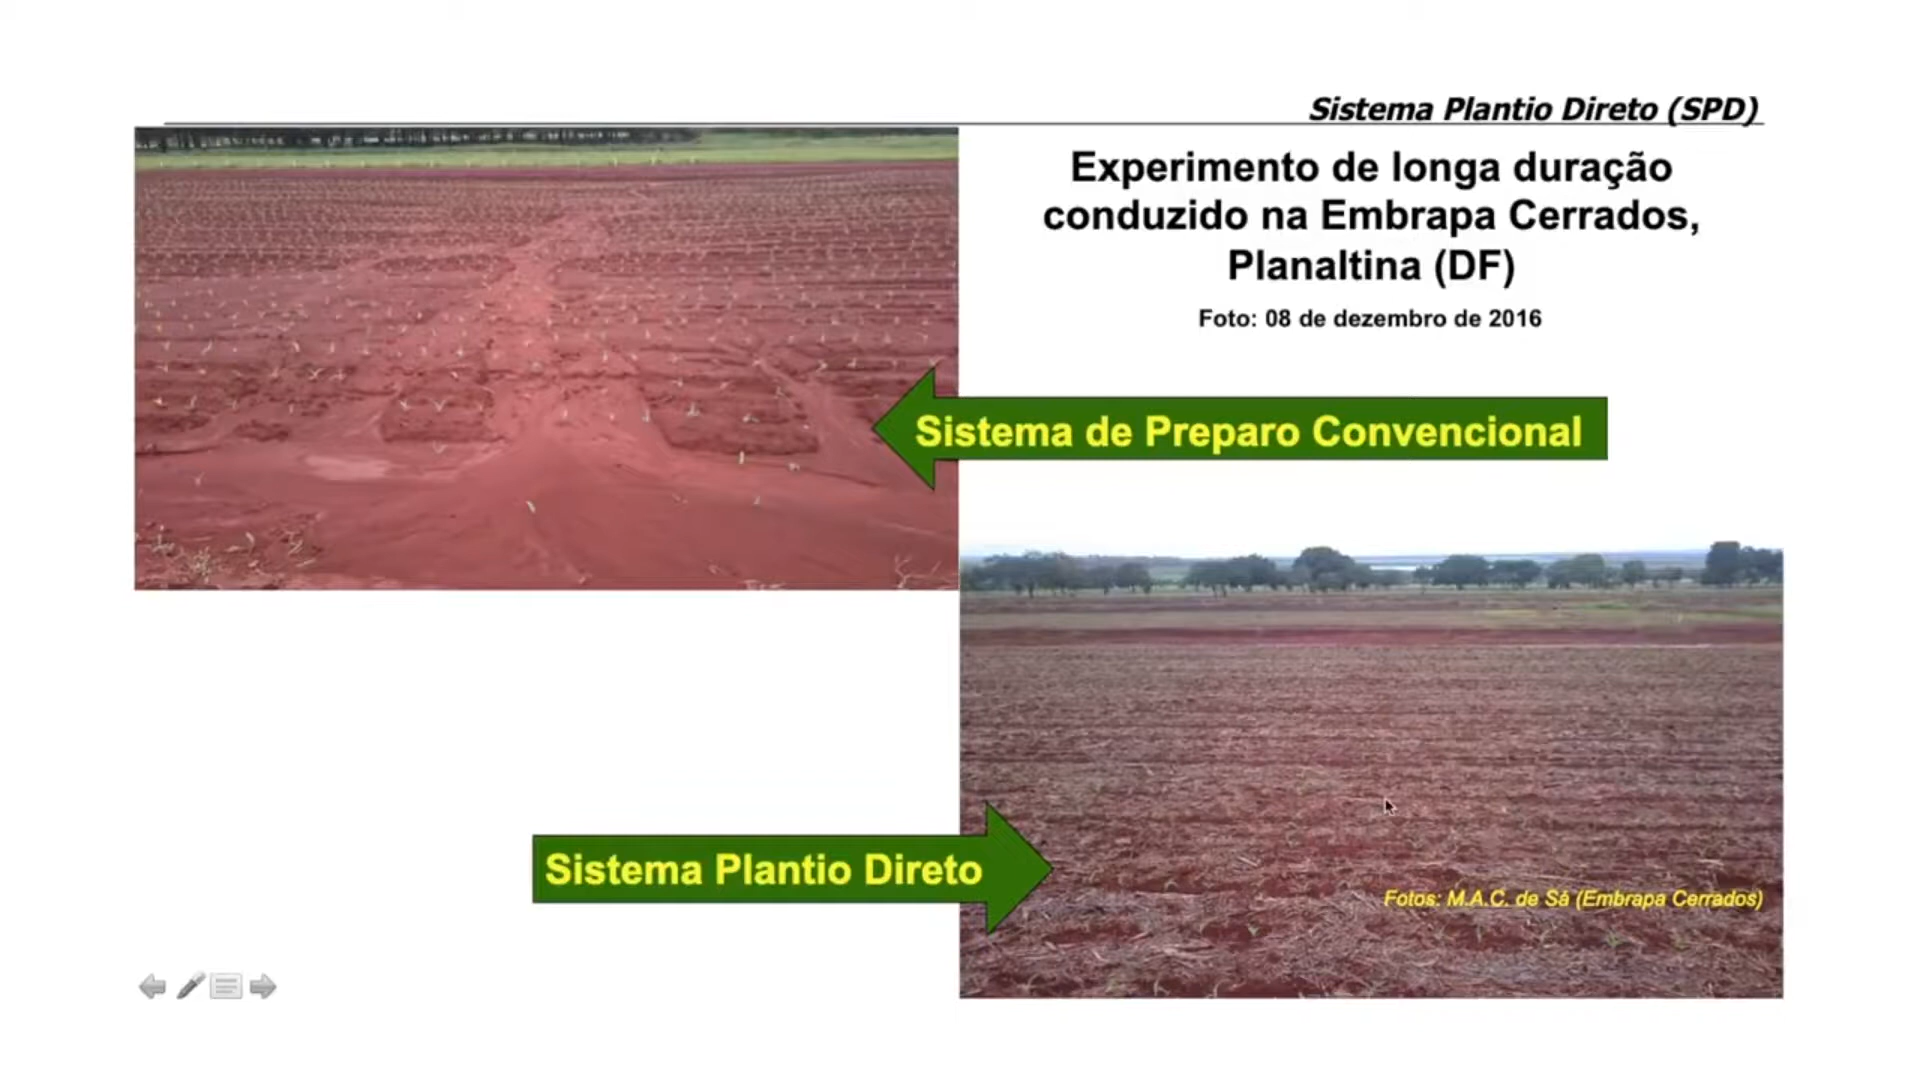 Sistema Plantio Direto (SPD)
Experimento de longa duração
conduzido na Embrapa Cerrados,
Planaltina (DF)
Foto: 08 de dezembro de 2016
Sistema de Preparo Convencional
Sistema Plantio Direto
Fotos: M.A.C. de Sá (Embrapa Cerrados)